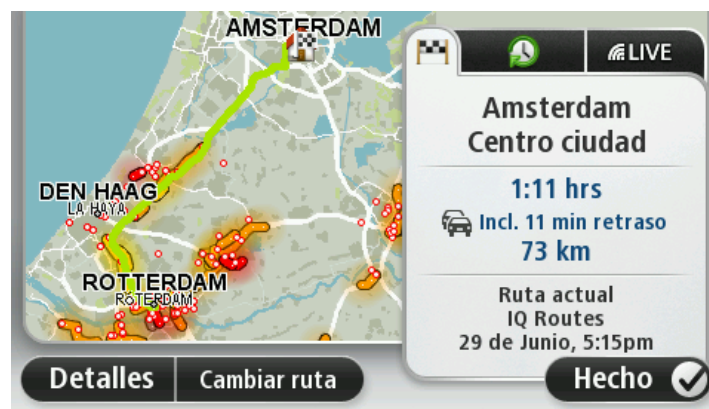 AMSTERDAM
DEN HAAG
LA HAYA
ROTTERDAM
ROTERDAM
LIVE
Amsterdam
Centro ciudad
1:11 hrs
Incl. 11 min retraso
73 km
Ruta actual
IQ Routes
29 de Junio, 5:15pm
Detalles
Cambiar ruta
Hecho